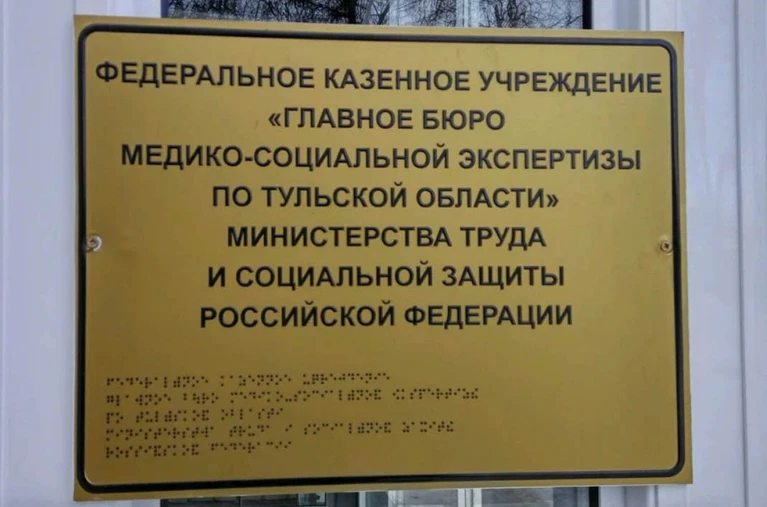 ФЕДЕРАЛЬНОЕ КАЗЕННОЕ УЧРЕЖДЕНИЕ
«ГЛАВНОЕ БЮРО
МЕДИКО-СОЦИАЛЬНОЙ ЭКСПЕРТИЗЫ
ПО ТУЛЬСКОЙ ОБЛАСТИ»
МИНИСТЕРСТВА ТРУДА
И СОЦИАЛЬНОЙ ЗАЩИТЫ
РОССИЙСКОЙ ФЕДЕРАЦИИ